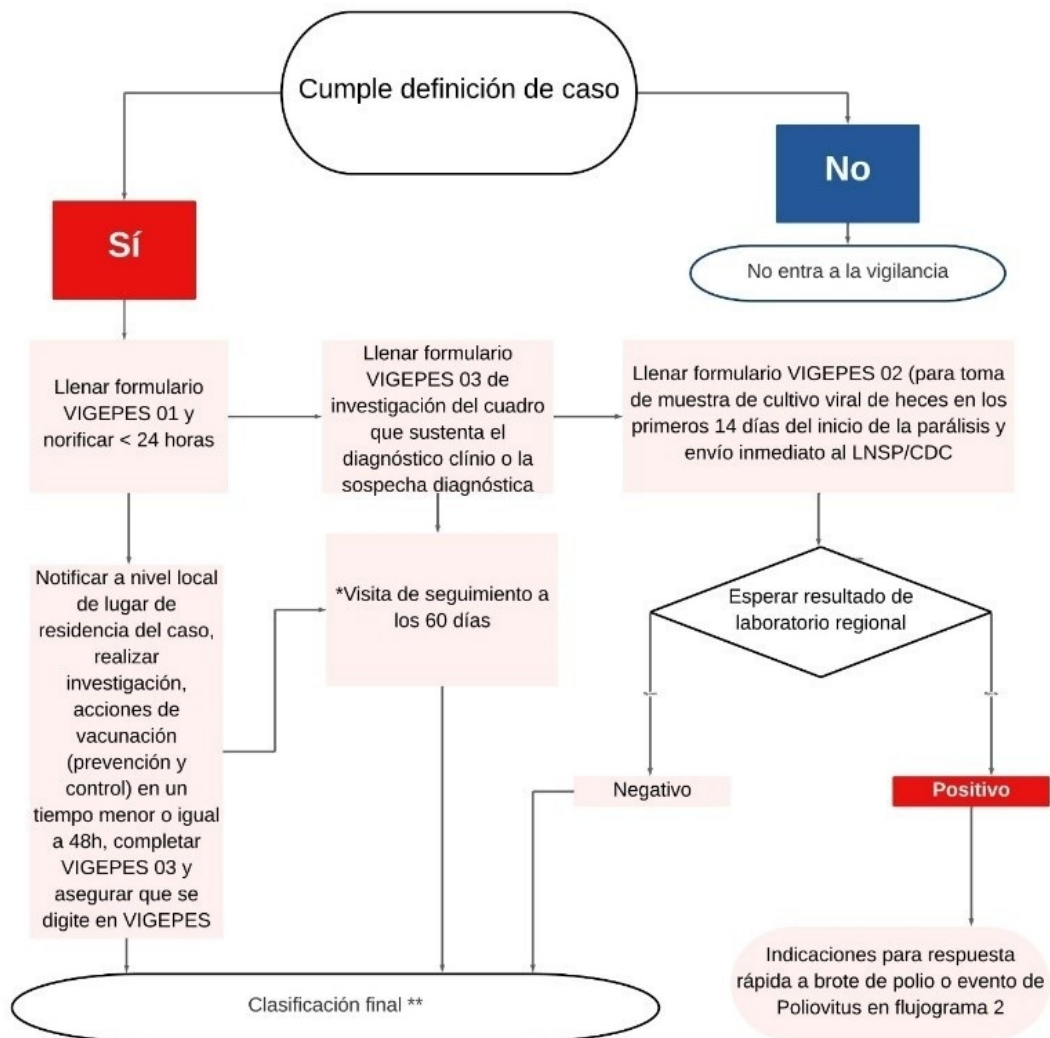 Cumple definición de caso
No
Sí
No entra a la vigilancia
Llenar formulario
VIGEPES 01 y
norificar < 24 horas
Llenar formulario
VIGEPES 03 de
investigación del cuadro
que sustenta el
diagnóstico clínio o la
sospecha diagnóstica
Llenar formulario VIGEPES 02 (para toma
de muestra de cultivo viral de heces en los
primeros 14 días del inicio de la parálisis y
envío inmediato al LNSP/CDC
Notificar a nivel local
de lugar de
residencia del caso,
realizar
investigación,
acciones de
vacunación
(prevención y
control) en un
tiempo menor o igual
a 48h, completar
VIGEPES 03 y
asegurar que se
digite en VIGEPES
*Visita de seguimiento a
los 60 días
Esperar resultado de
laboratorio regional
Negativo
Positivo
Clasificación final **
Indicaciones para respuesta
rápida a brote de polio o evento de
Poliovitus en flujograma 2